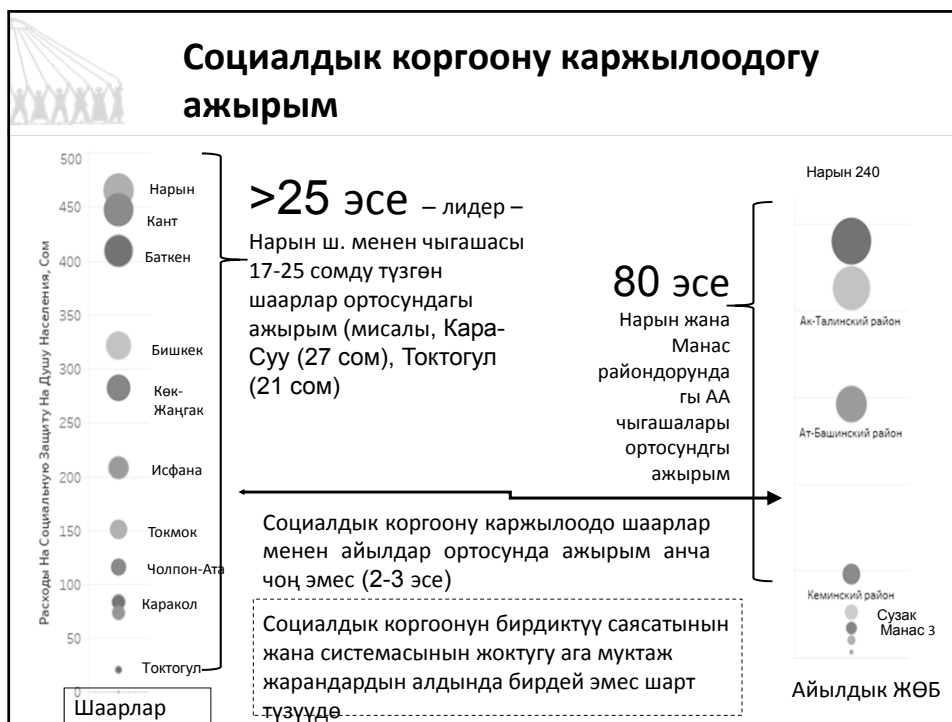 Социалдык коргоону каржылоодогу
ажырым
Расходы На Социальную Защиту На Душу Населения, Сом
500
450
400
350
300
250
200
150
100
50
0
Нарын
Кант
Баткен
Бишкек
Көк-
Жаңгак
Исфана
Токмок
Чолпон-Ата
Каракол
Токтогул
Шаарлар
>25 эсе – лидер –
Нарын ш. менен чыгашасы
17-25 сомду түзгөн
шаарлар ортосундагы
ажырым (мисалы, Кара-
Суу (27 сом), Токтогул
(21 сом)
80 эсе
Нарын жана
Манас
райондорунда
гы АА
чыгашалары
ортосундгы
ажырым
Социалдык коргоону каржылоодо шаарлар
менен айылдар ортосунда ажырым анча
чоң эмес (2-3 эсе)
Социалдык коргоонун бирдиктүү саясатынын
жана системасынын жоктугу ага муктаж
жарандардын алдында бирдей эмес шарт
түзүүдө
Нарын 240
Ак-Талинский район
Ат-Башинский район
Кеминский район
Сузак
Манас 3
Айылдык ЖӨБ